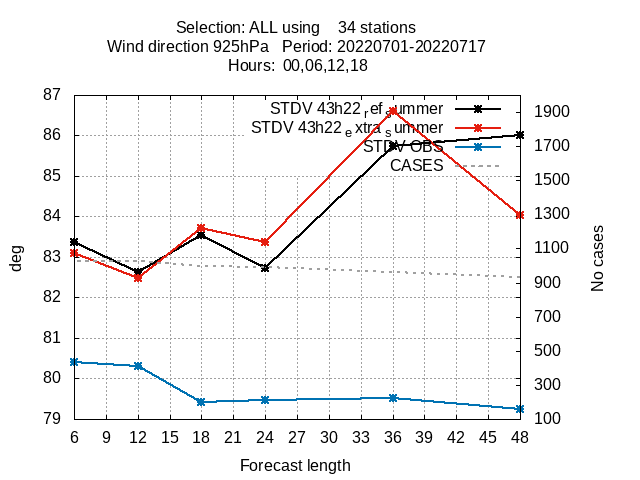 Selection: ALL using 34 stations
Wind direction 925hPa Period: 20220701-20220717
Hours: 00,06,12,18
STDV 43h22_ref_summer
STDV 43h22_extra_summer
STDV OBS
CASES
87
86
85
84
83
82
81
80
79
deg
1900
1700
1500
1300
1100
900
700
500
300
100
No cases
6 9 12 15 18 21 24 27 30 33 36 39 42 45 48
Forecast length